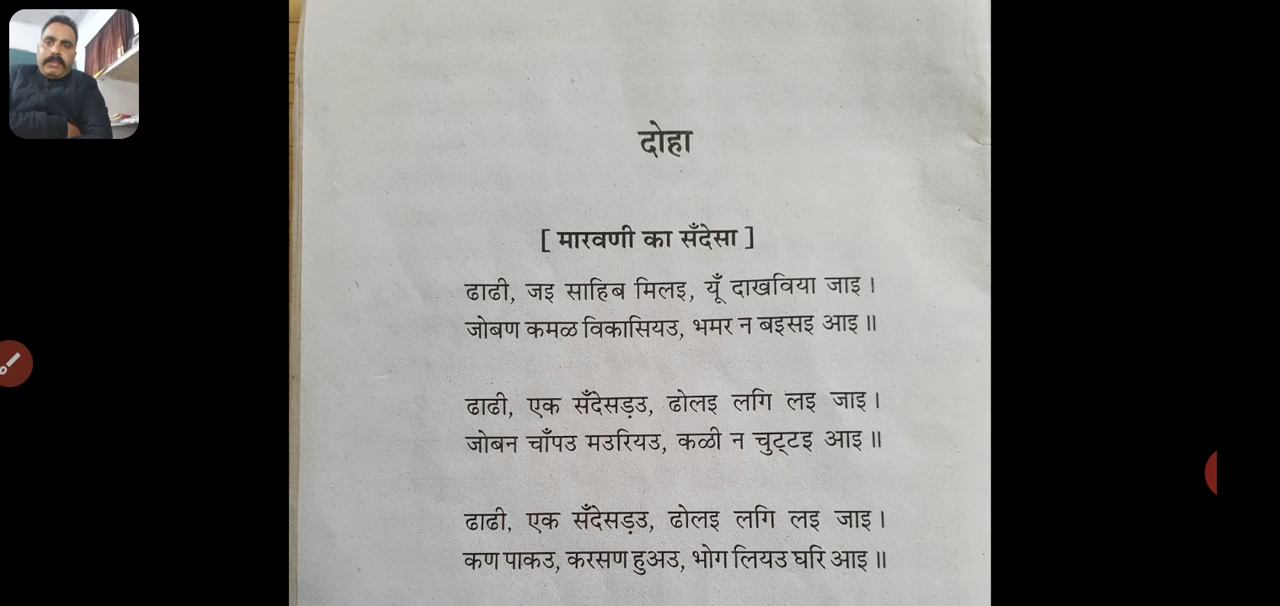 दोहा
[ मारवणी का सँदेसा ]
ढाढी, जइ साहिब मिलइ, यूँ दाखविया जाइ ।
जोबण कमळ विकासियउ, भमर न बइसइ आइ ॥
ढाढी, एक सँदेसड़उ, ढोलइ लगि लइ जाइ ।
जोबन चाँपउ मउरियउ, कळी न चुट्टइ आइ ॥
ढाढी, एक सँदेसड़उ, ढोलइ लगि लइ जाइ ।
कण पाकउ, करसण हुअउ, भोग लियउ घरि आइ ॥